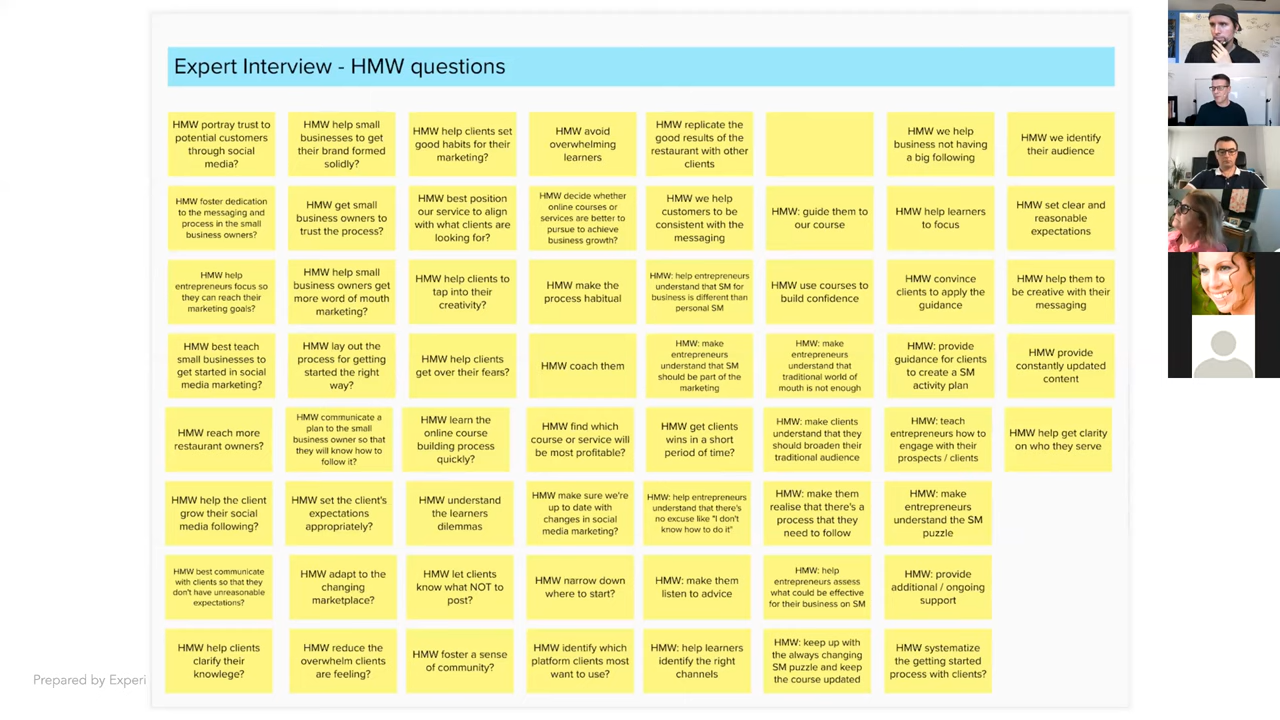 Expert Interview - HMW questions
HMW portray trust to
potential customers
through social
media?
HMW help small
businesses to get
their brand formed
solidly?
HMW help clients set
good habits for their
marketing?
HMW avoid
overwhelming
learners
HMW replicate the
good results of the
restaurant with other
clients
HMW we help
business not having
a big following
HMW we identify
their audience
HMW foster dedication
to the messaging and
process in the small
business owners?
HMW get small
business owners to
trust the process?
HMW best position
our service to align
with what clients are
looking for?
HMW decide whether
online courses or
services are better to
pursue to achieve
business growth?
HMW we help
customers to be
consistent with the
messaging
HMW: guide them to
our course
HMW help learners
to focus
HMW set clear and
reasonable
expectations
HMW help
entrepreneurs focus so
they can reach their
marketing goals?
HMW help small
business owners get
more word of mouth
marketing?
HMW help clients to
tap into their
creativity?
HMW make the
process habitual
HMW: help entrepreneurs
understand that SM for
business is different than
personal SM
HMW use courses to
build confidence
HMW convince
clients to apply the
guidance
HMW help them to
be creative with their
messaging
HMW best teach
small businesses to
get started in social
media marketing?
HMW lay out the
process for getting
started the right
way?
HMW help clients
get over their fears?
HMW coach them
HMW: make
entrepreneurs
understand that SM
should be part of the
marketing
HMW: make
entrepreneurs
understand that
traditional world of
mouth is not enough
HMW: provide
guidance for clients
to create a SM
activity plan
HMW provide
constantly updated
content
HMW reach more
restaurant owners?
HMW communicate a
plan to the small
business owner so that
they will know how to
follow it?
HMW learn the
online course
building process
quickly?
HMW find which
course or service will
be most profitable?
HMW get clients
wins in a short
period of time?
HMW: make clients
understand that they
should broaden their
traditional audience
HMW: teach
entrepreneurs how to
engage with their
prospects / clients
HMW help get clarity
on who they serve
HMW help the client
grow their social
media following?
HMW set the client's
expectations
appropriately?
HMW understand
the learners
dilemmas
HMW make sure we're
up to date with
changes in social
media marketing?
HMW: help entrepreneurs
understand that there's
no excuse like "I don't
know how to do it"
HMW: make them
realise that there's a
process that they
need to follow
HMW: make
entrepreneurs
understand the SM
puzzle
HMW best communicate
with clients so that they
don't have unreasonable
expectations?
HMW adapt to the
changing
marketplace?
HMW let clients
know what NOT to
post?
HMW narrow down
where to start?
HMW: make them
listen to advice
HMW: help
entrepreneurs assess
what could be effective
for their business on SM
HMW: provide
additional / ongoing
support
HMW help clients
clarify their
knowlege?
HMW reduce the
overwhelm clients
are feeling?
HMW foster a sense
of community?
HMW identify which
platform clients most
want to use?
HMW: help learners
identify the right
channels
HMW: keep up with
the always changing
SM puzzle and keep
the course updated
HMW systematize
the getting started
process with clients?
Prepared by Experi